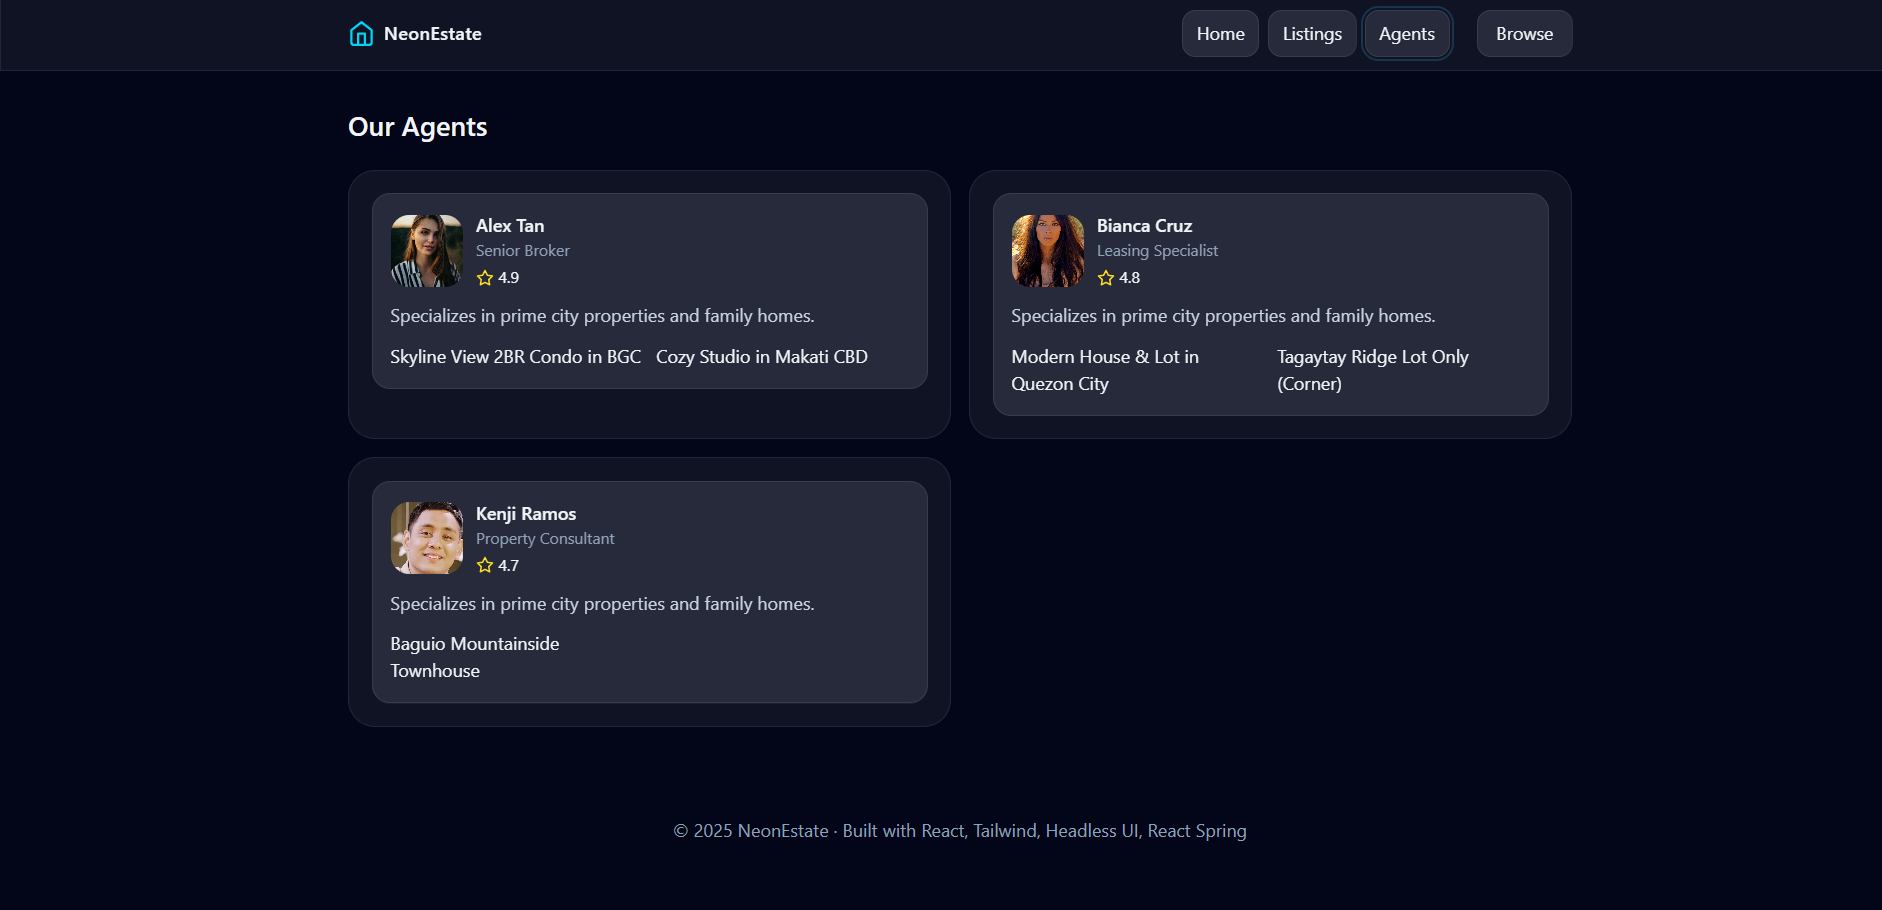 NeonEstate
Home
Listings
Agents
Browse
Our Agents
Alex Tan
Senior Broker
4.9
Specializes in prime city properties and family homes.
Skyline View 2BR Condo in BGC
Cozy Studio in Makati CBD
Bianca Cruz
Leasing Specialist
4.8
Specializes in prime city properties and family homes.
Modern House & Lot in
Quezon City
Tagaytay Ridge Lot Only
(Corner)
Kenji Ramos
Property Consultant
4.7
Specializes in prime city properties and family homes.
Baguio Mountainside
Townhouse
© 2025 NeonEstate · Built with React, Tailwind, Headless UI, React Spring